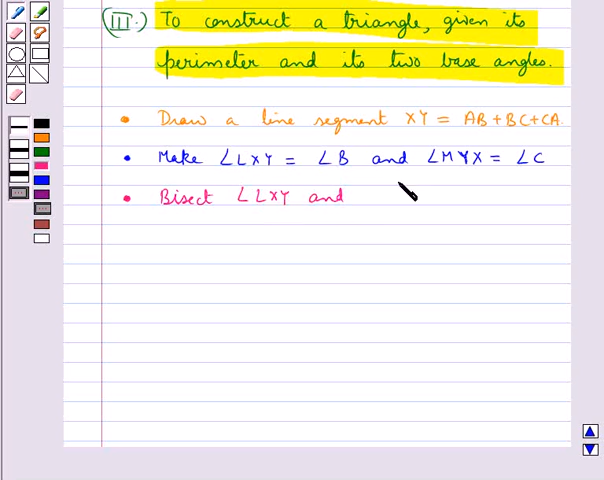 (III.) To construct a triangle, given its
perimeter and its two base angles.
• Draw a line segment XY = AB+BC+CA.
• Make ∠LXY = ∠B and ∠MYX = ∠C
• Bisect ∠LXY and